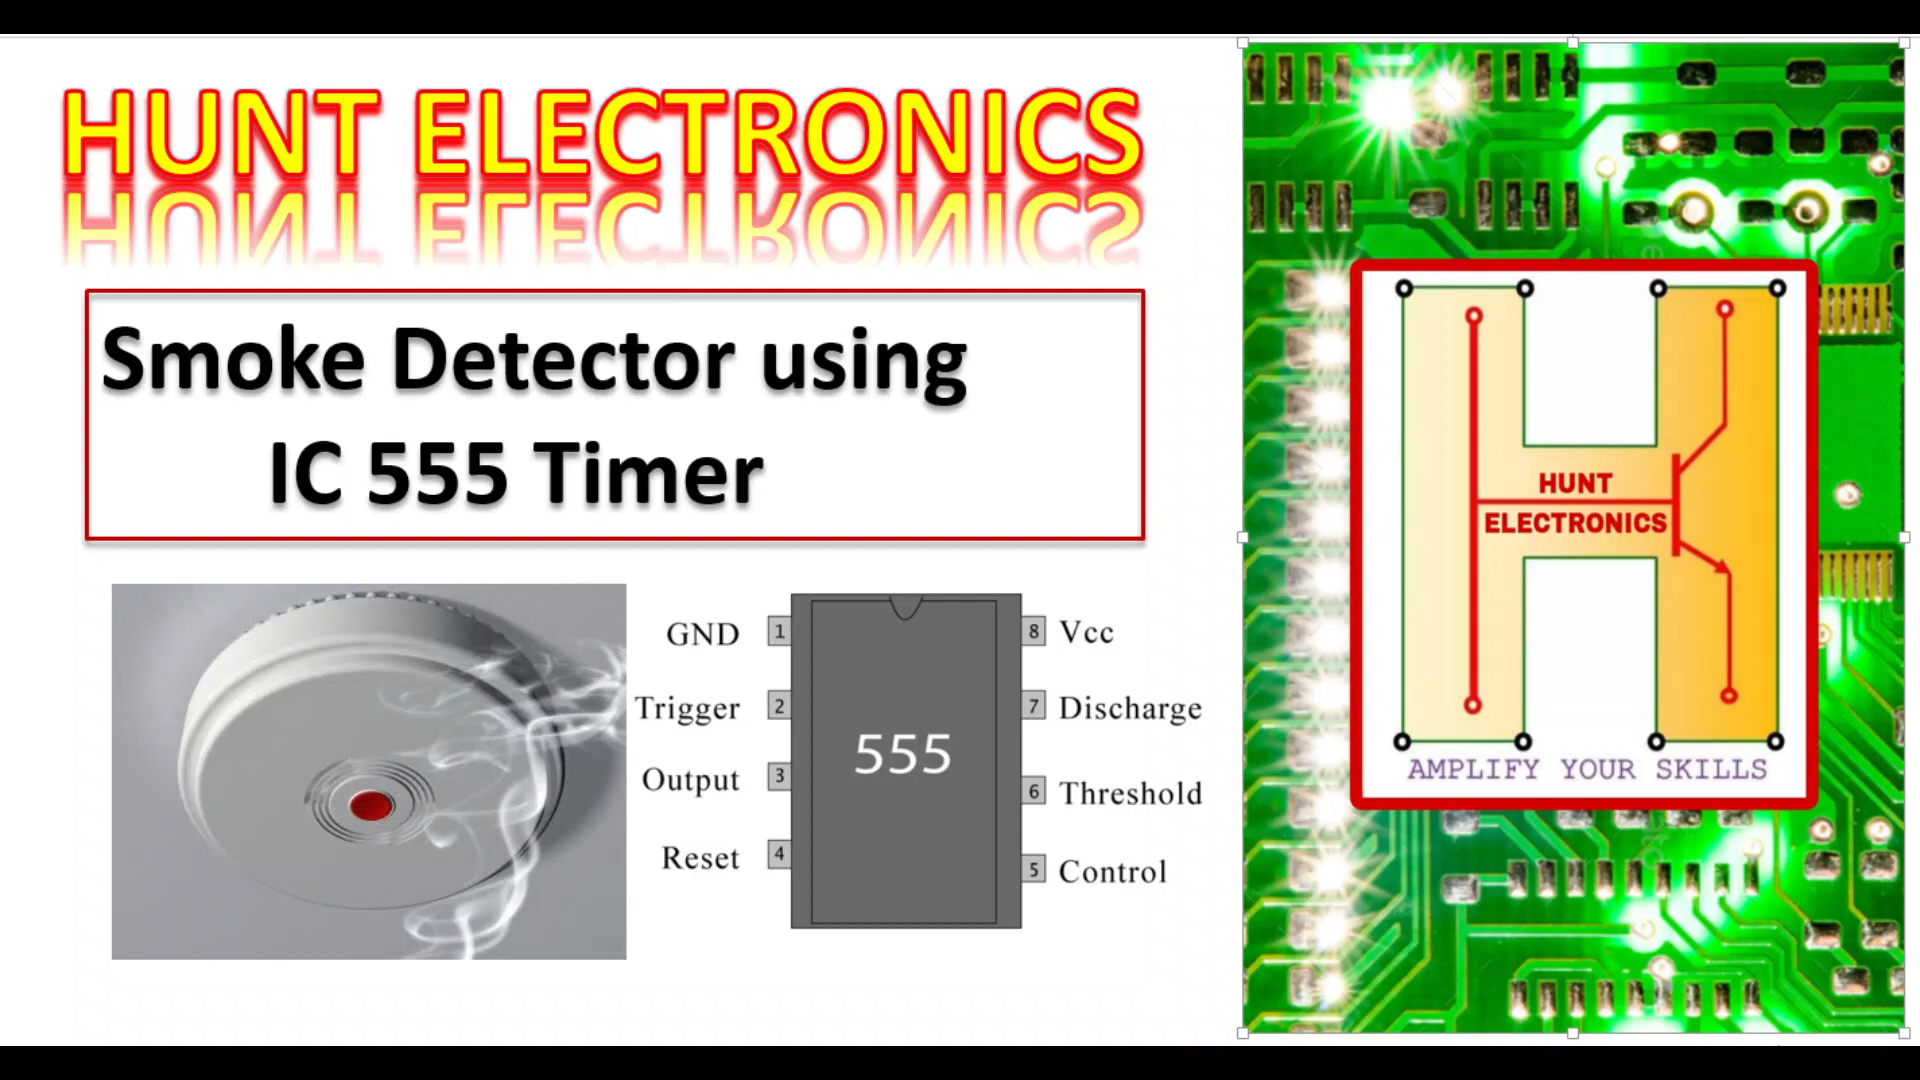 HUNT ELECTRONICS
Smoke Detector using
IC 555 Timer
GND 1
Trigger 2
Output 3
Reset 4
555
8 Vcc
7 Discharge
6 Threshold
5 Control
HUNT
ELECTRONICS
AMPLIFY YOUR SKILLS